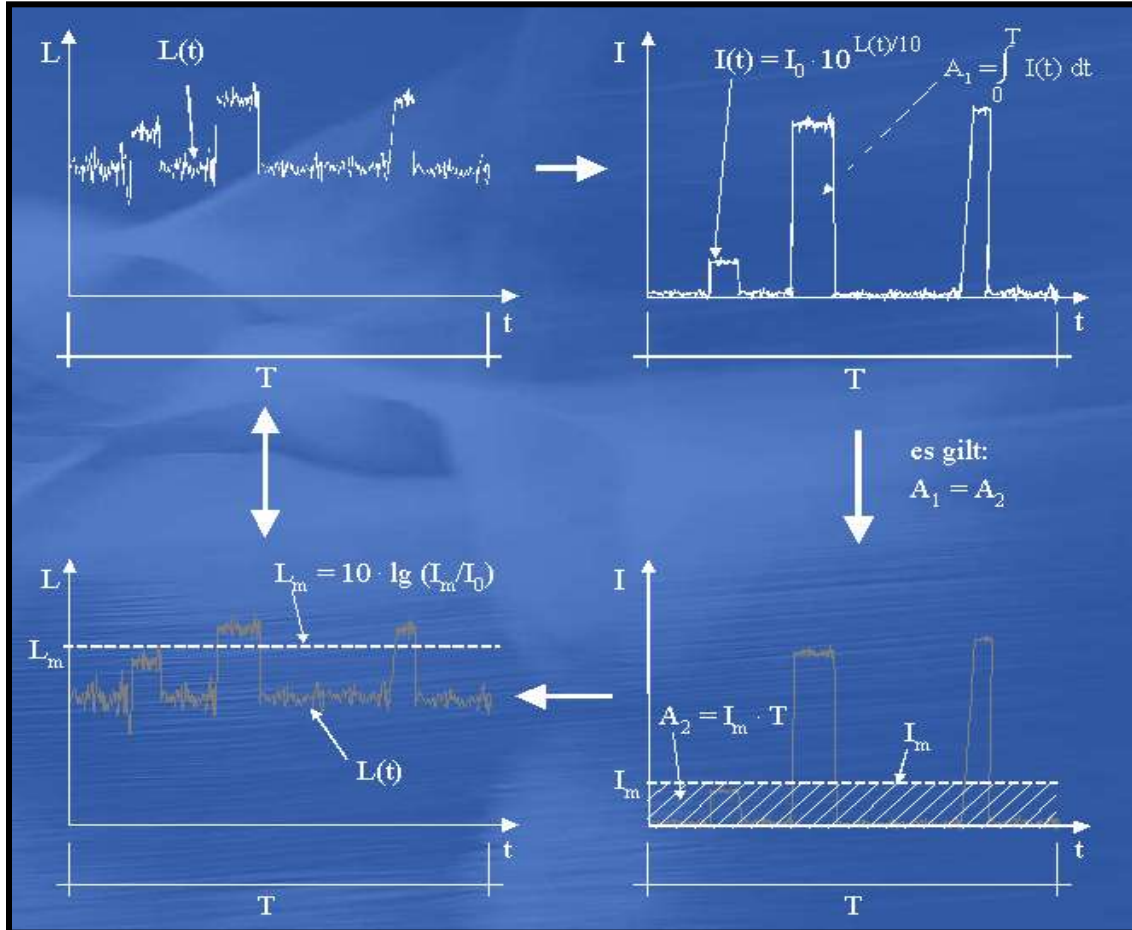 L
L(t)
t
T
I
I(t) = I₀ · 10^L(t)/10
A₁ = ∫₀ᵀ I(t) dt
t
T
es gilt:
A₁ = A₂
L
Lₘ = 10 · lg (Iₘ/I₀)
Lₘ
L(t)
t
T
I
A₂ = Iₘ · T
Iₘ
Iₘ
t
T